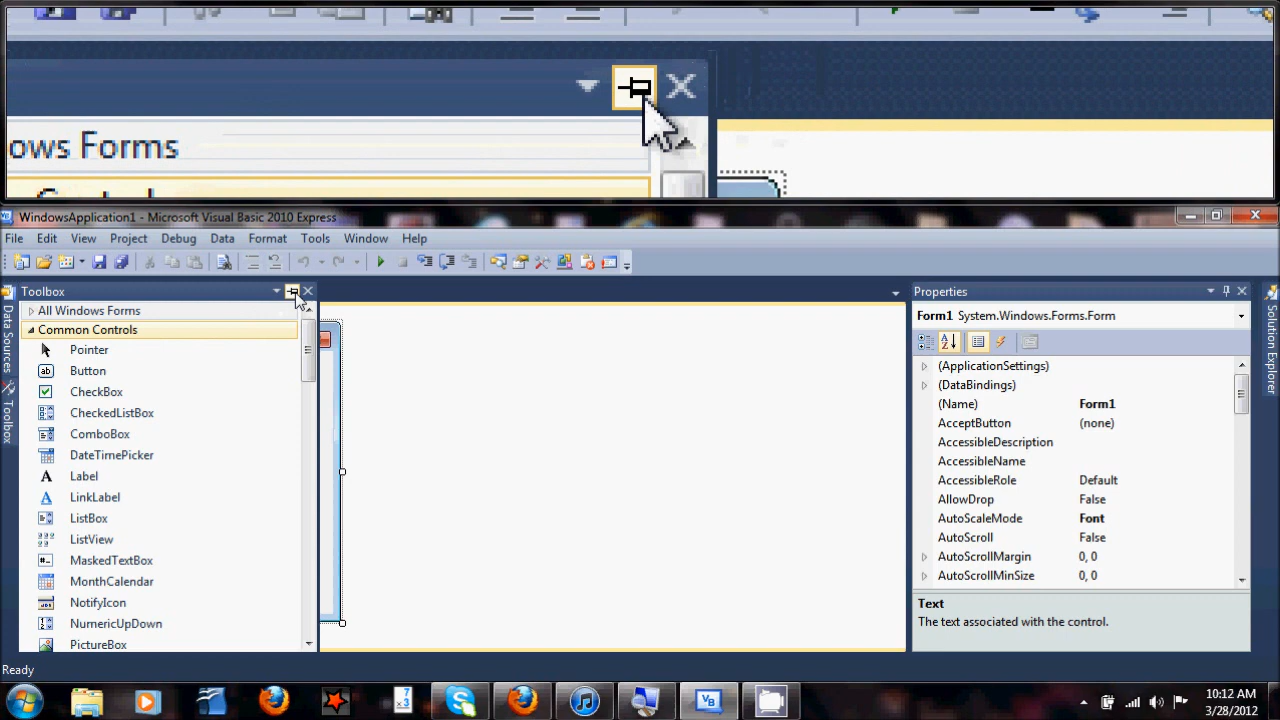 ows Forms
WindowsApplication1 - Microsoft Visual Basic 2010 Express
File Edit View Project Debug Data Format Tools Window Help
Toolbox
All Windows Forms
Common Controls
Pointer
Button
CheckBox
CheckedListBox
ComboBox
DateTimePicker
Label
LinkLabel
ListBox
ListView
MaskedTextBox
MonthCalendar
NotifyIcon
NumericUpDown
PictureBox
Data Sources
Toolbox
Properties
Form1 System.Windows.Forms.Form
(ApplicationSettings)
(DataBindings)
(Name) Form1
AcceptButton (none)
AccessibleDescription
AccessibleName
AccessibleRole Default
AllowDrop False
AutoScaleMode Font
AutoScroll False
AutoScrollMargin 0, 0
AutoScrollMinSize 0, 0
Text
The text associated with the control.
Solution Explorer
Ready
10:12 AM
3/28/2012